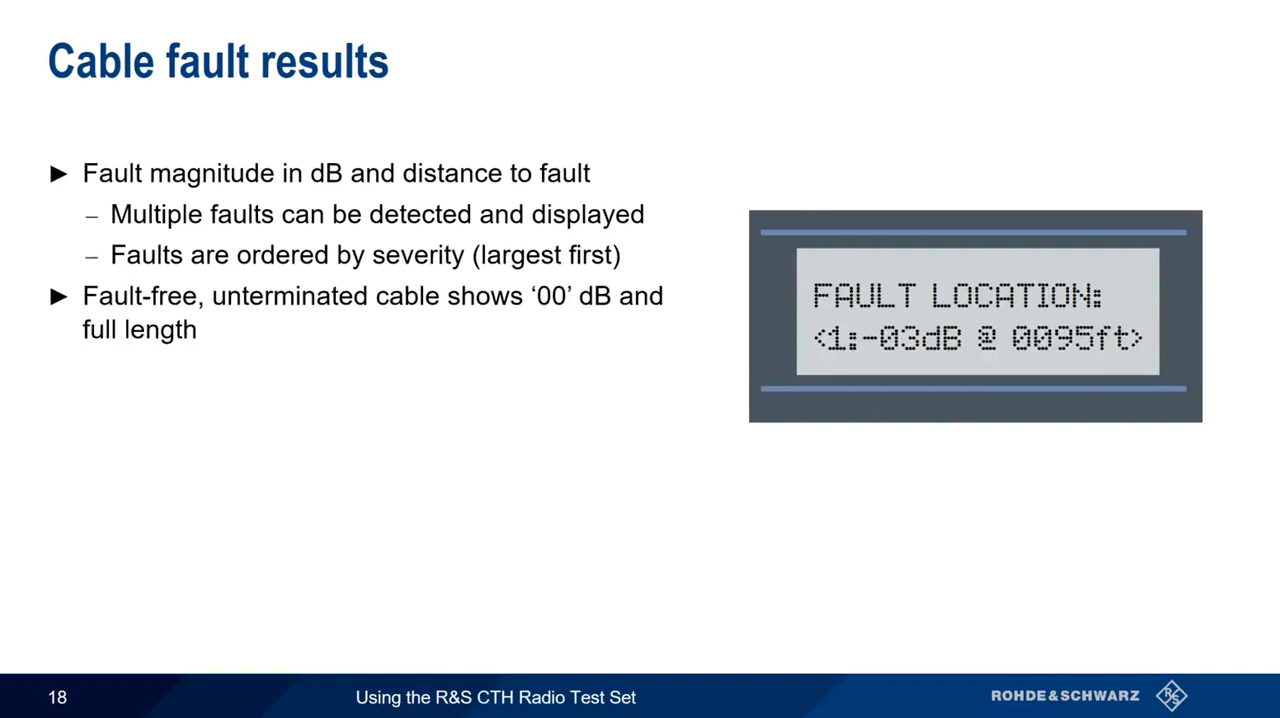 Cable fault results
► Fault magnitude in dB and distance to fault
– Multiple faults can be detected and displayed
– Faults are ordered by severity (largest first)
► Fault-free, unterminated cable shows ‘00’ dB and
full length
FAULT LOCATION:
<1:-03dB @ 0095ft>
18
Using the R&S CTH Radio Test Set
ROHDE&SCHWARZ
R&S